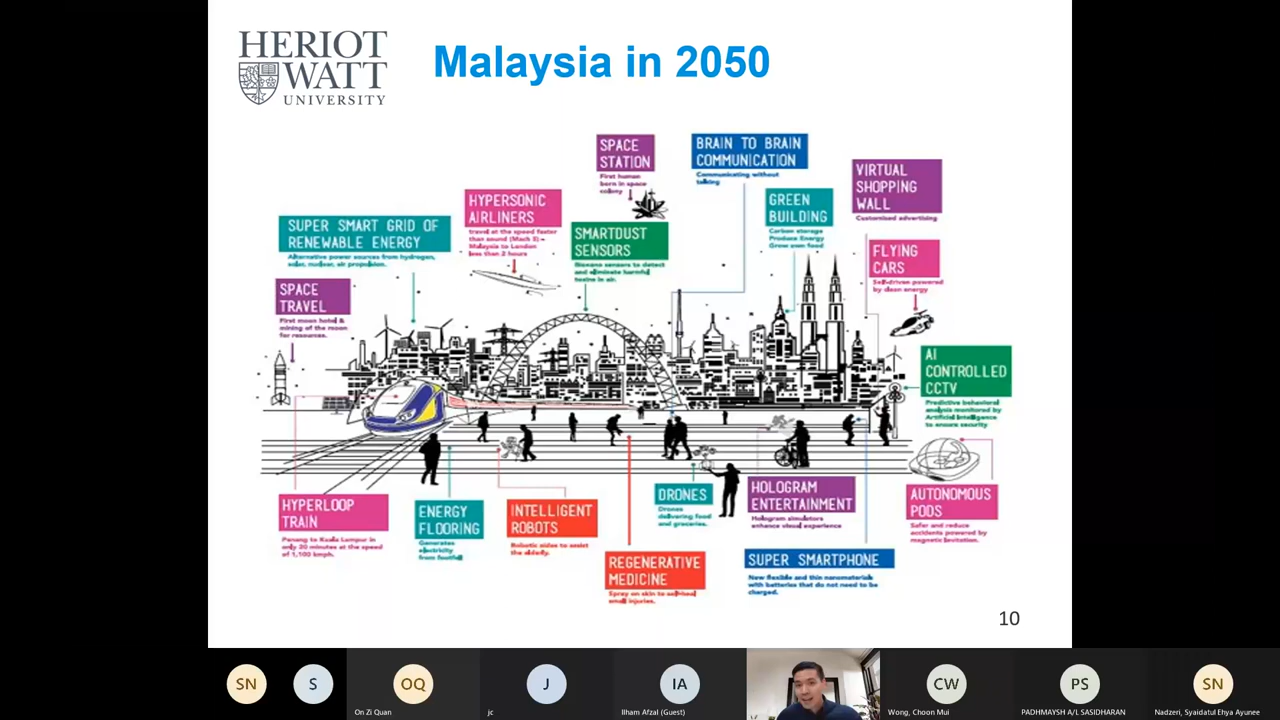 HERIOT
WATT
UNIVERSITY
Malaysia in 2050
SPACE
STATION
First human
born in space
colony
BRAIN TO BRAIN
COMMUNICATION
Communicating without
talking
VIRTUAL
SHOPPING
WALL
Customised advertising
HYPERSONIC
AIRLINERS
travel at the speed faster
than sound (Mach 5) –
Malaysia to London
less than 2 hours
GREEN
BUILDING
Carbon storage
Produce Energy
Grow own food
SUPER SMART GRID OF
RENEWABLE ENERGY
Alternative power sources from hydrogen,
solar, nuclear, air propulsion.
SMARTDUST
SENSORS
Bionano sensors to detect
and eliminate harmful
toxins in air.
FLYING
CARS
Self-driven powered
by clean energy
SPACE
TRAVEL
First moon hotel &
mining of the moon
for resources.
AI
CONTROLLED
CCTV
Predictive behavioral
analysis monitored by
Artificial Intelligence
to ensure security
HYPERLOOP
TRAIN
Penang to Kuala Lumpur in
only 20 minutes at the speed
of 1,100 kmph.
ENERGY
FLOORING
Generates
electricity
from footfall
INTELLIGENT
ROBOTS
Robotic aides to assist
the elderly.
DRONES
Drones
delivering food
and groceries.
HOLOGRAM
ENTERTAINMENT
Hologram simulators
enhance visual experience
AUTONOMOUS
PODS
Safer and reduce
accidents powered by
magnetic levitation.
REGENERATIVE
MEDICINE
Spray on skin to self-heal
small injuries.
SUPER SMARTPHONE
New flexible and thin nanomaterials
with batteries that do not need to be
charged.
10
SN
S
OQ
J
IA
CW
PS
SN
On Zi Quan
jc
Ilham Afzal (Guest)
Wong, Choon Mui
PADHMAYSH A/L SASIDHARAN
Nadzeri, Syaidatul Ehya Ayunee